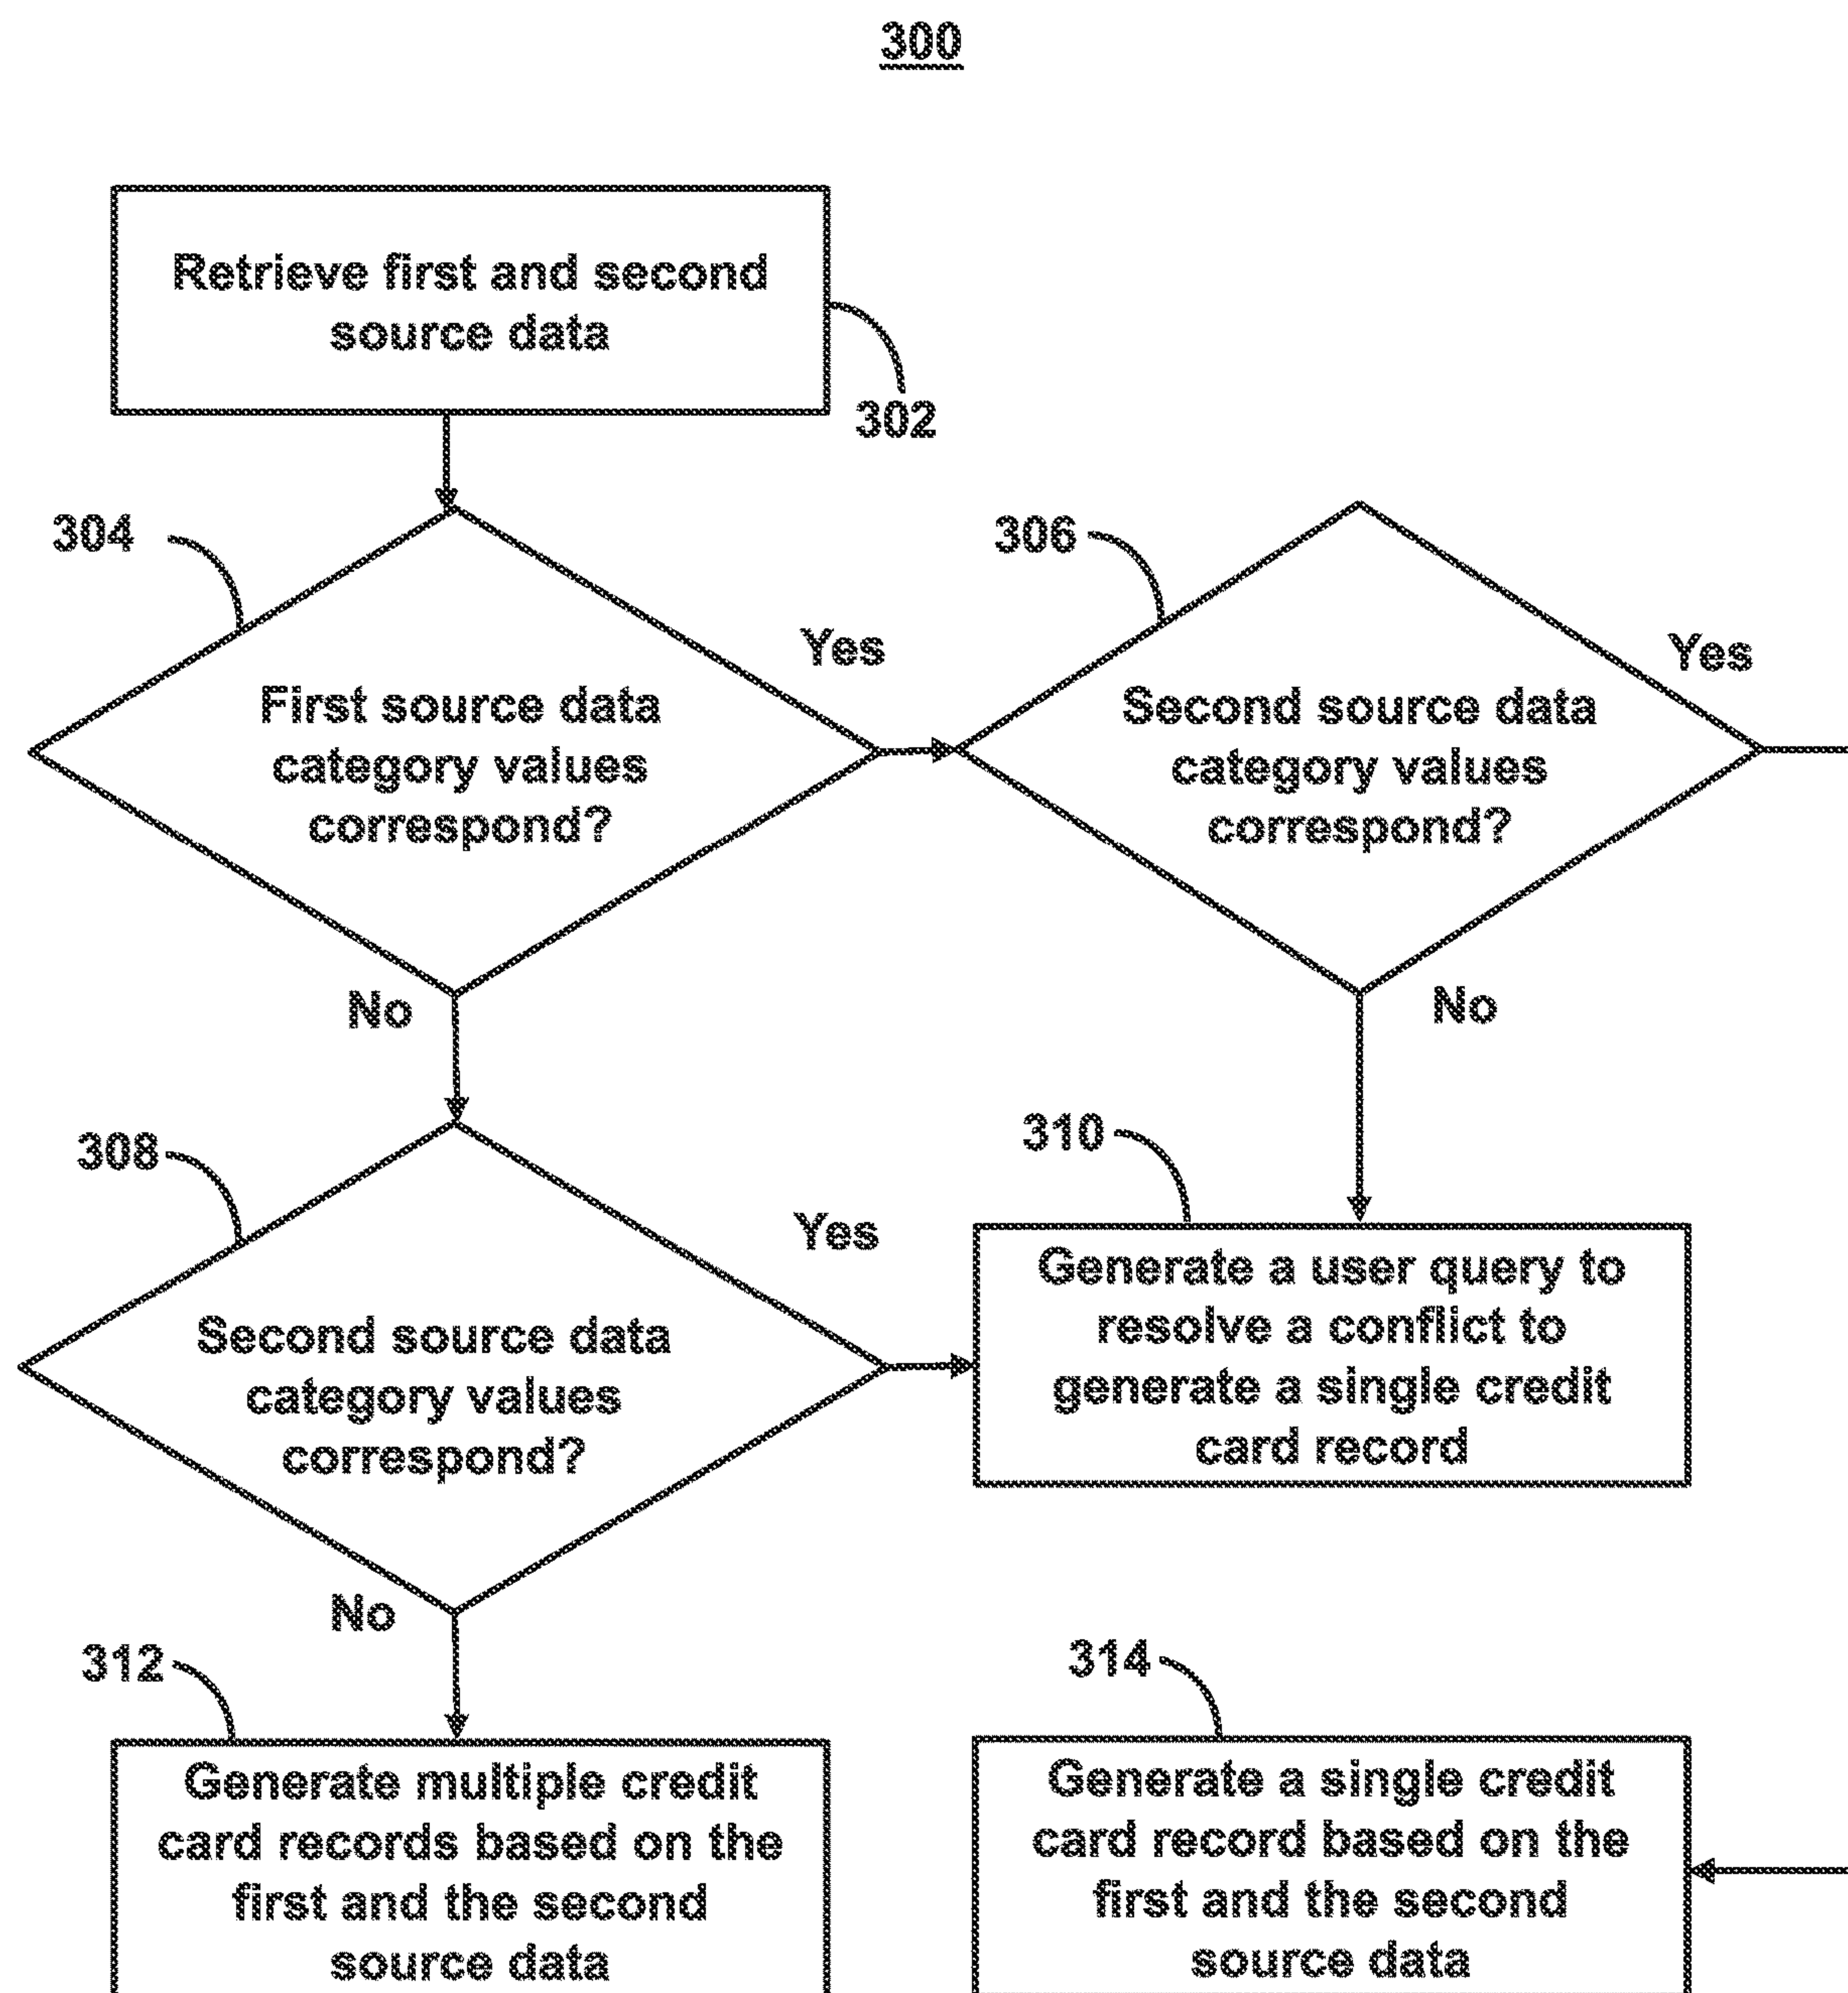 300
Retrieve first and second
source data
302
304
First source data
category values
correspond?
Yes
No
306
Second source data
category values
correspond?
Yes
No
308
Second source data
category values
correspond?
Yes
No
310
Generate a user query to
resolve a conflict to
generate a single credit
card record
312
Generate multiple credit
card records based on the
first and the second
source data
314
Generate a single credit
card record based on the
first and the second
source data